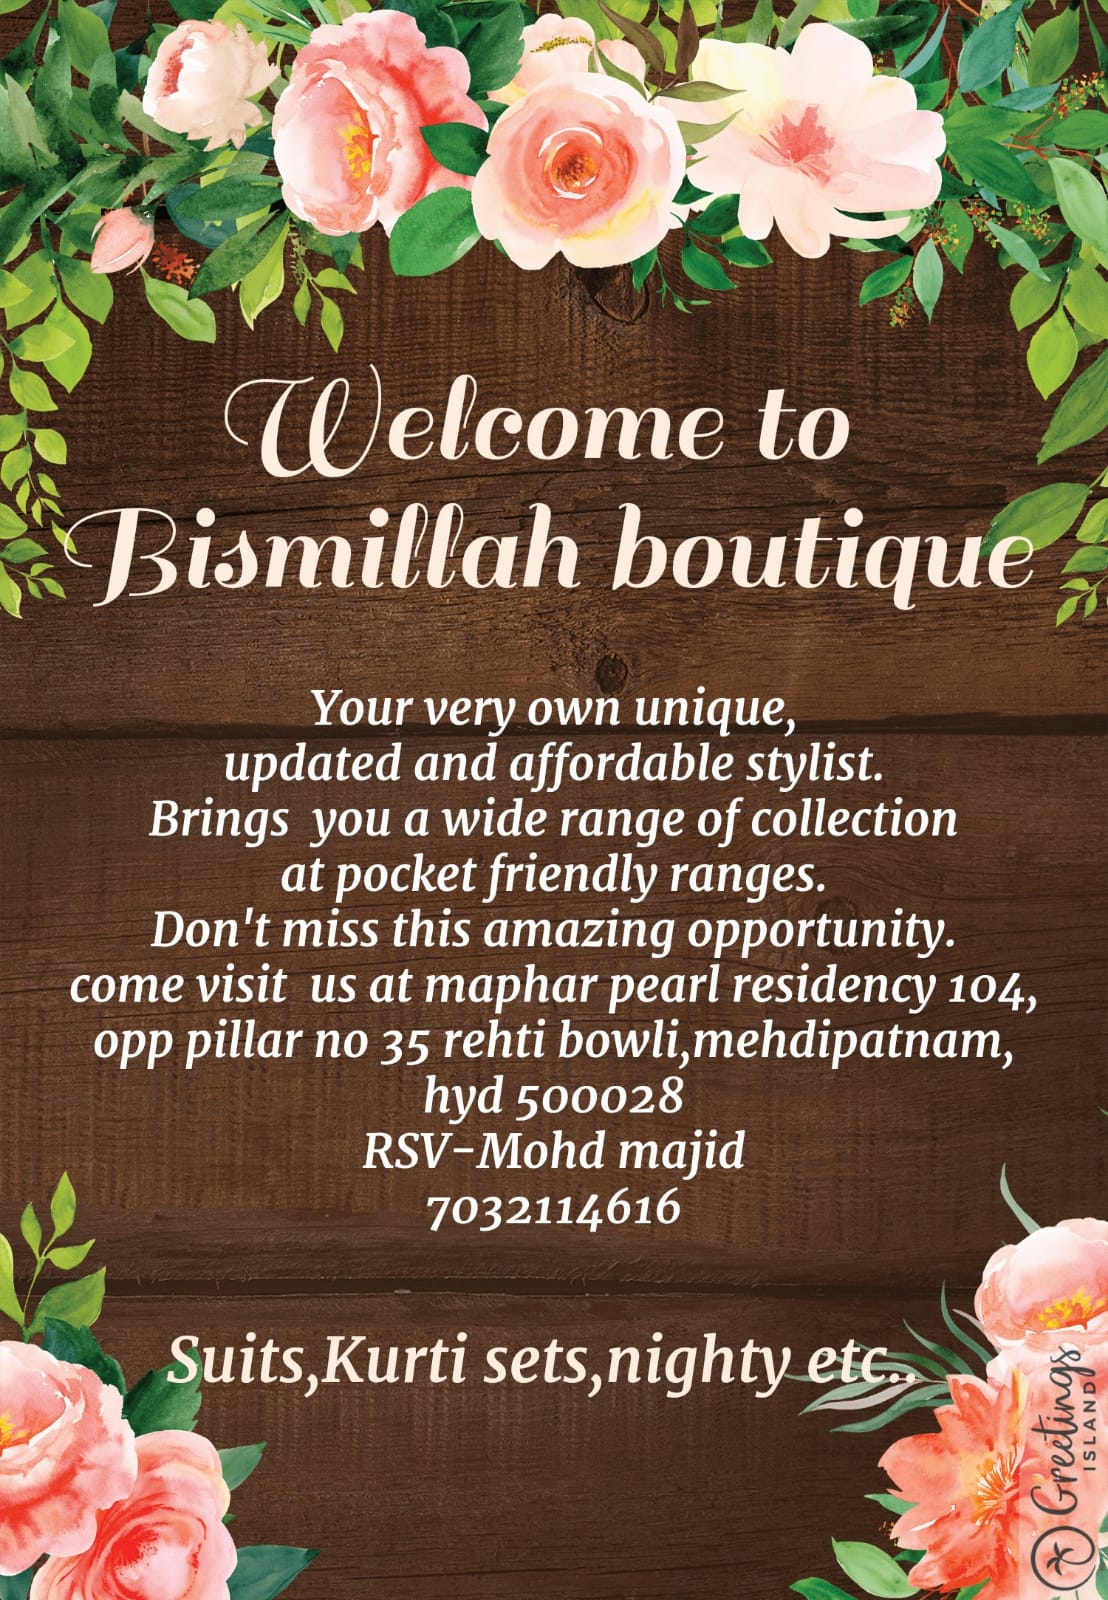 Welcome to
Bismillah boutique
Your very own unique,
updated and affordable stylist.
Brings  you a wide range of collection
at pocket friendly ranges.
Don't miss this amazing opportunity.
come visit  us at maphar pearl residency 104,
opp pillar no 35 rehti bowli,mehdipatnam,
hyd 500028
RSV-Mohd majid
7032114616
Suits,Kurti sets,nighty etc..
Greetings
ISLAND